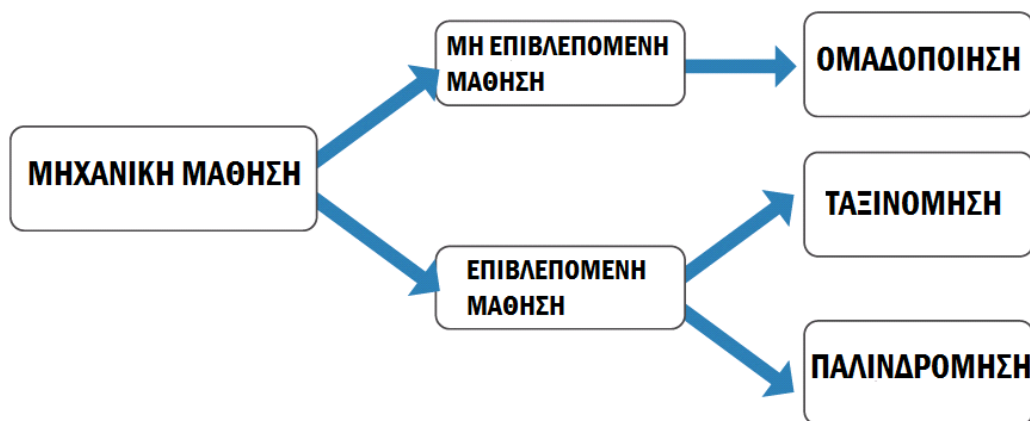 ΜΗΧΑΝΙΚΗ ΜΑΘΗΣΗ
ΜΗ ΕΠΙΒΛΕΠΟΜΕΝΗ
ΜΑΘΗΣΗ
ΟΜΑΔΟΠΟΙΗΣΗ
ΕΠΙΒΛΕΠΟΜΕΝΗ
ΜΑΘΗΣΗ
ΤΑΞΙΝΟΜΗΣΗ
ΠΑΛΙΝΔΡΟΜΗΣΗ